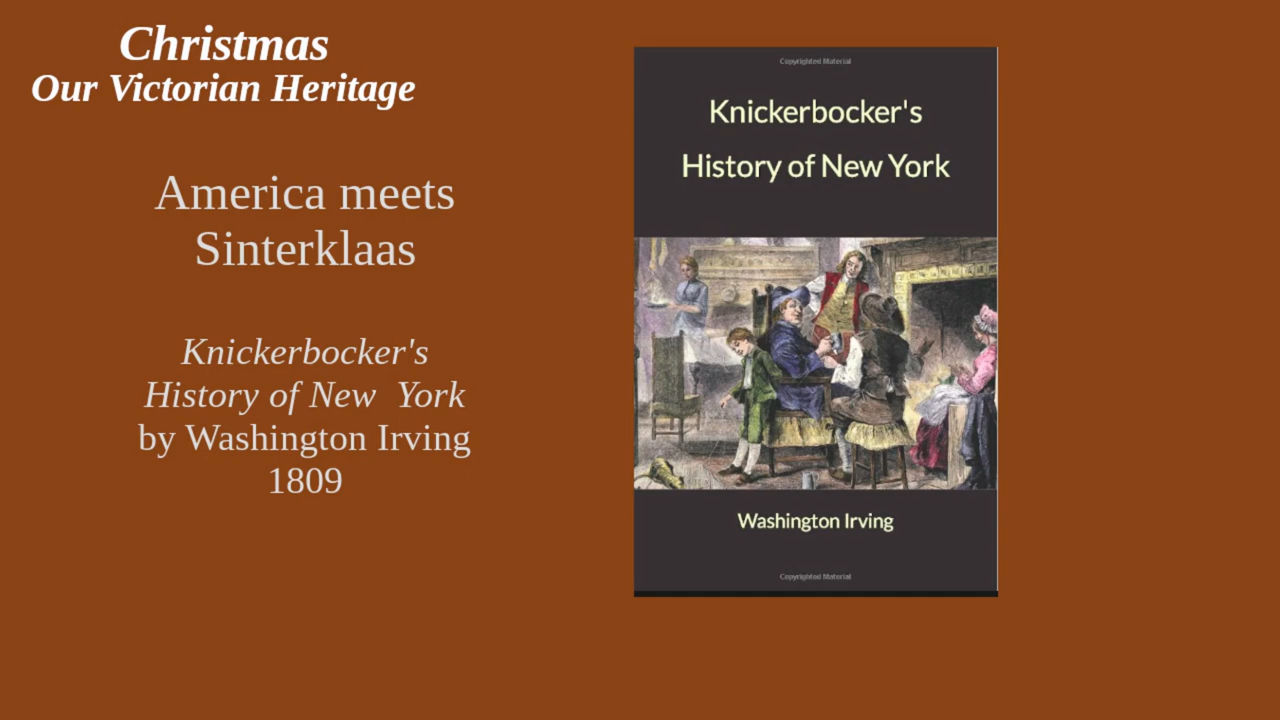 Christmas
Our Victorian Heritage
America meets
Sinterklaas
Knickerbocker's
History of New York
by Washington Irving
1809
Copyrighted Material
Knickerbocker's
History of New York
Washington Irving
Copyrighted Material